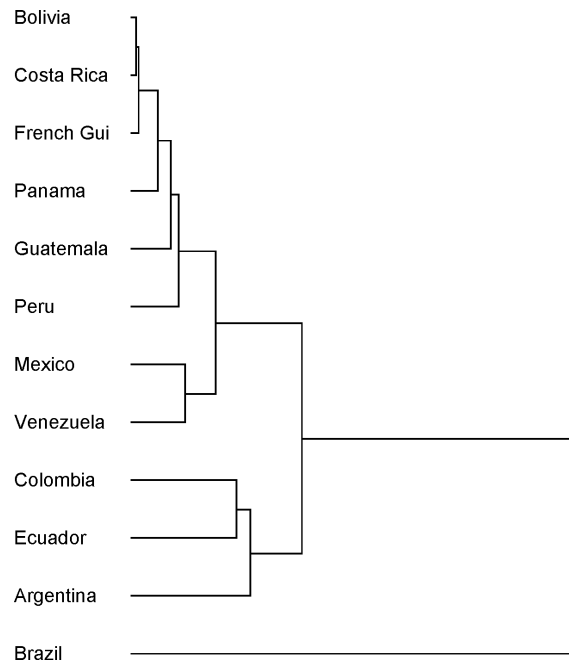 Bolivia
Costa Rica
French Gui
Panama
Guatemala
Peru
Mexico
Venezuela
Colombia
Ecuador
Argentina
Brazil